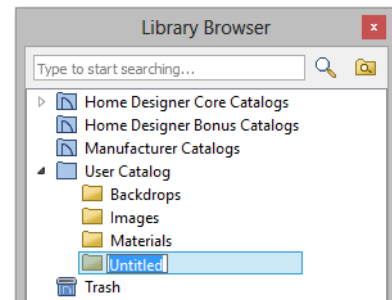 Library Browser
x
Type to start searching...
Home Designer Core Catalogs
Home Designer Bonus Catalogs
Manufacturer Catalogs
User Catalog
Backdrops
Images
Materials
Untitled
Trash